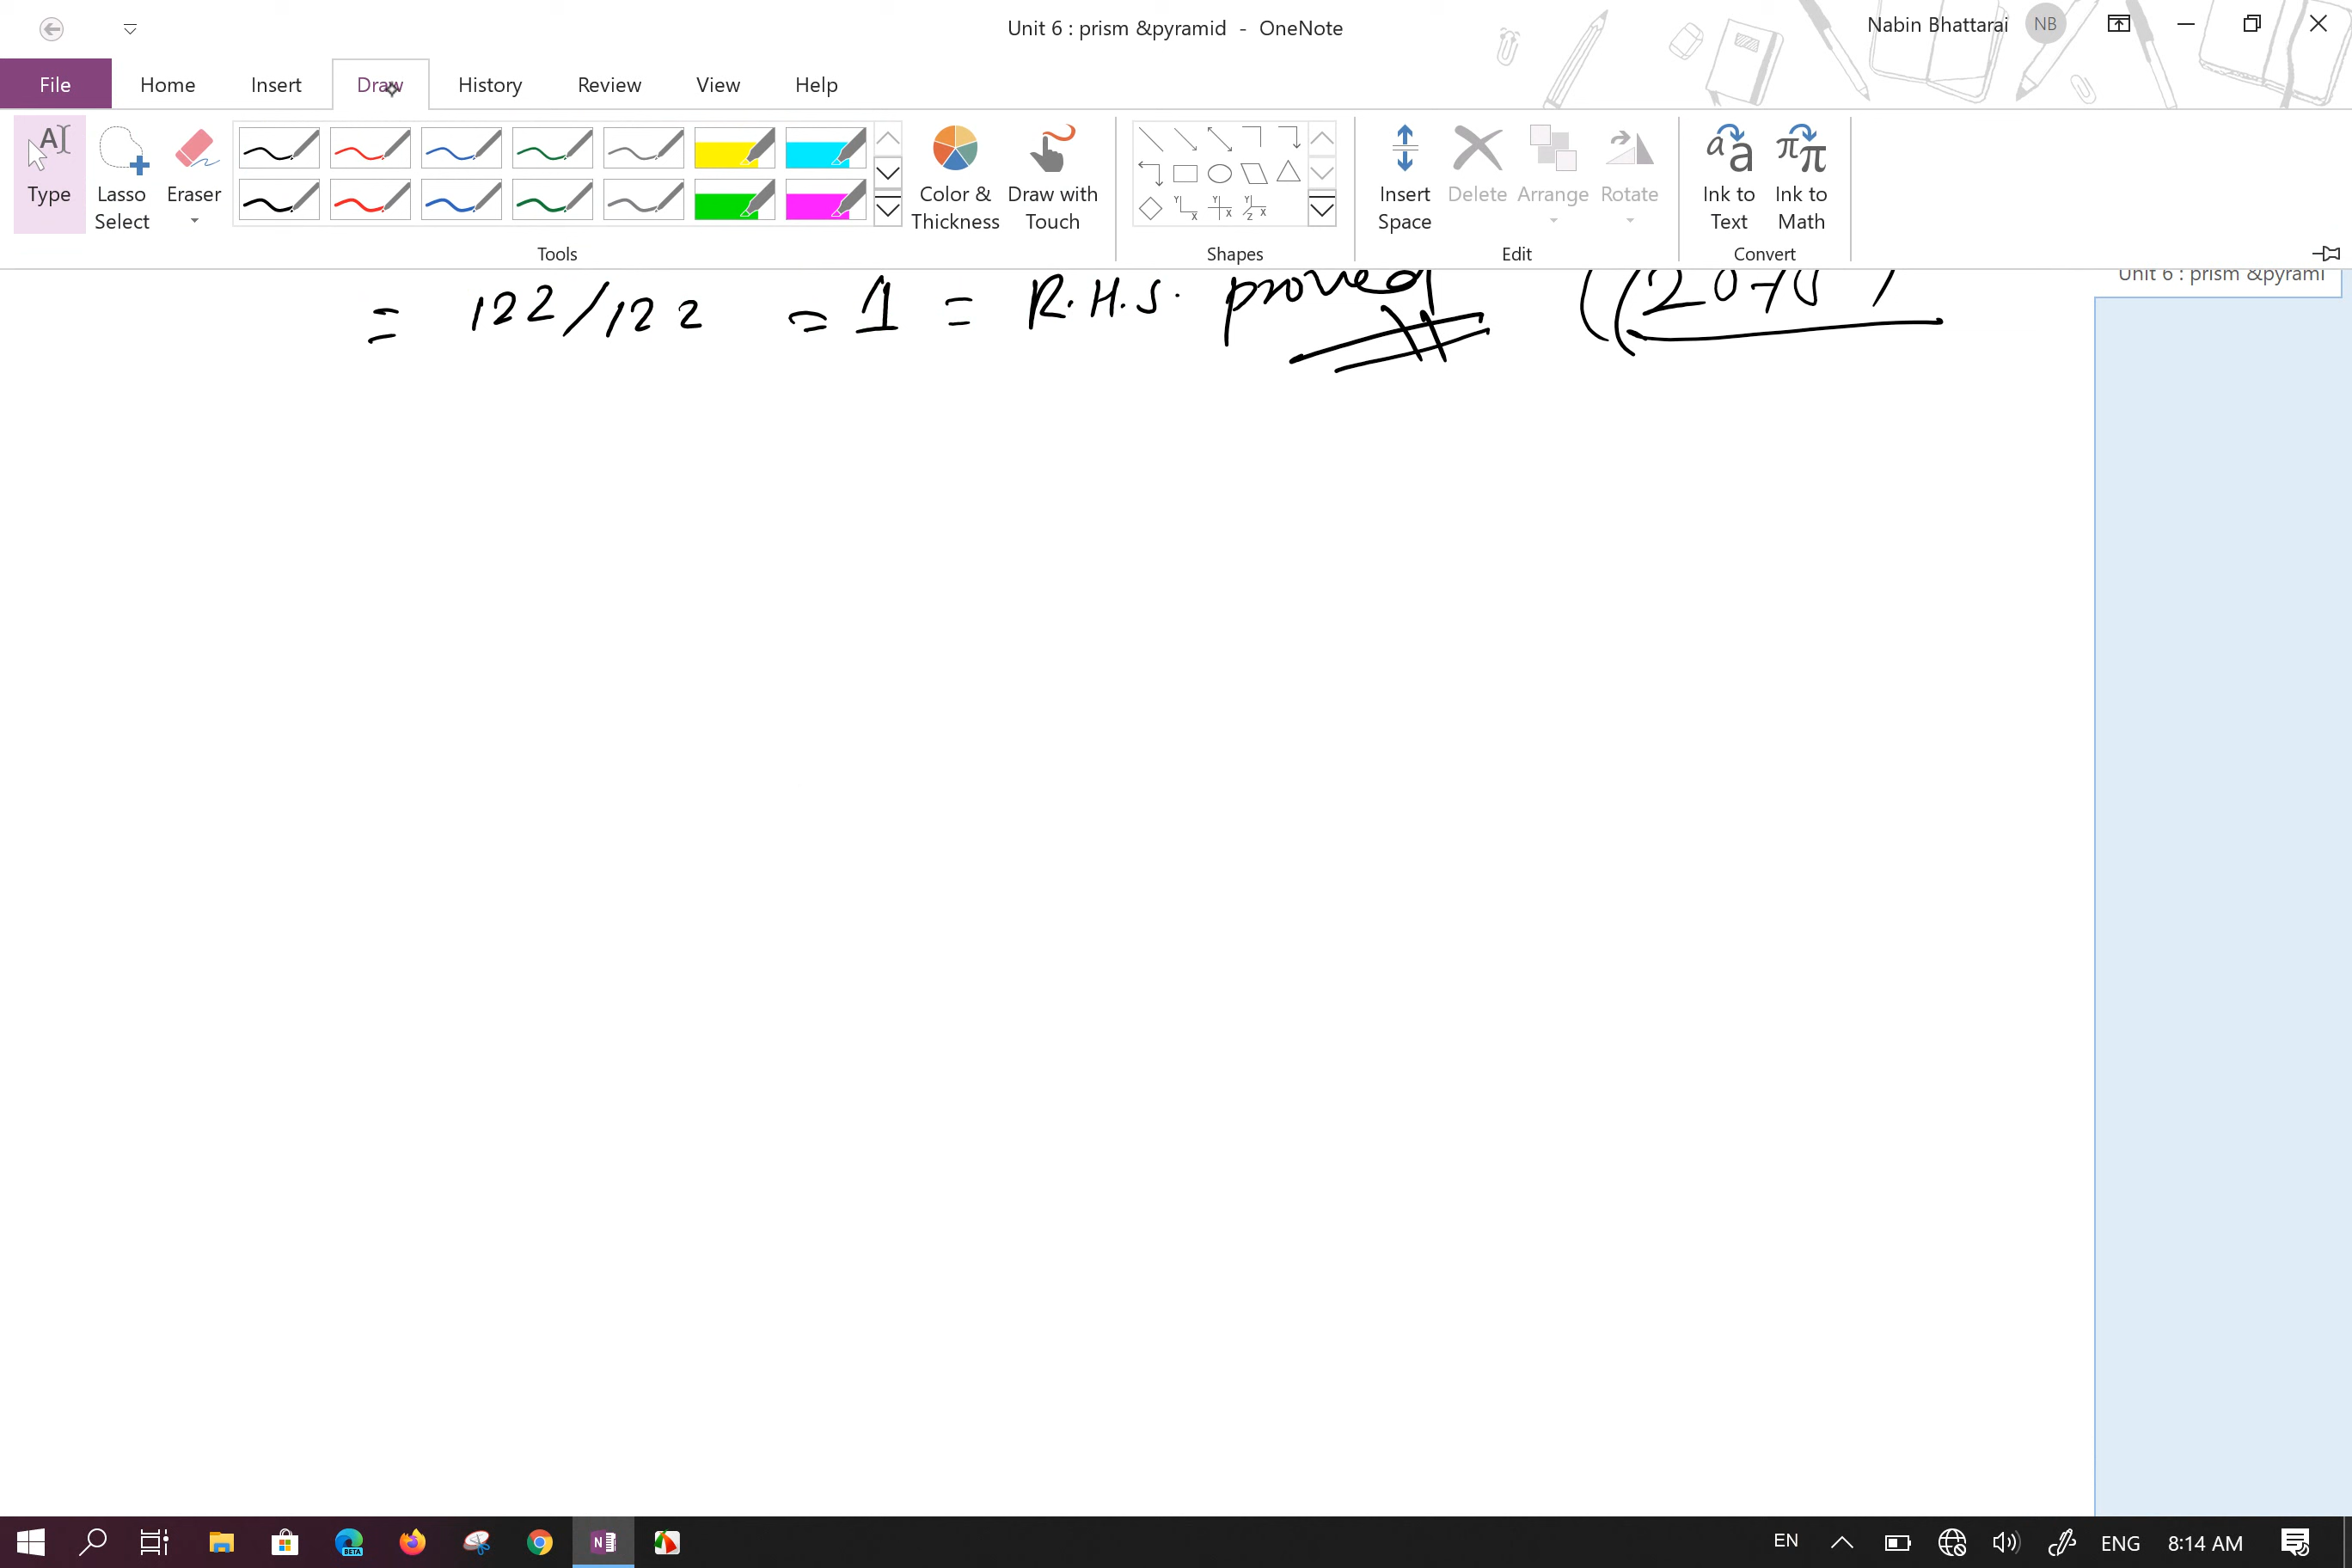 Unit 6 : prism &pyramid - OneNote
Nabin Bhattarai
NB
File
Home
Insert
Draw
History
Review
View
Help
Type
Lasso Select
Eraser
Color & Thickness
Draw with Touch
Insert Space
Delete
Arrange
Rotate
Ink to Text
Ink to Math
Tools
Shapes
Edit
Convert
Unit 6 : prism &pyrami
= 122/122 = 1 = R.H.S. proved
EN
ENG
8:14 AM